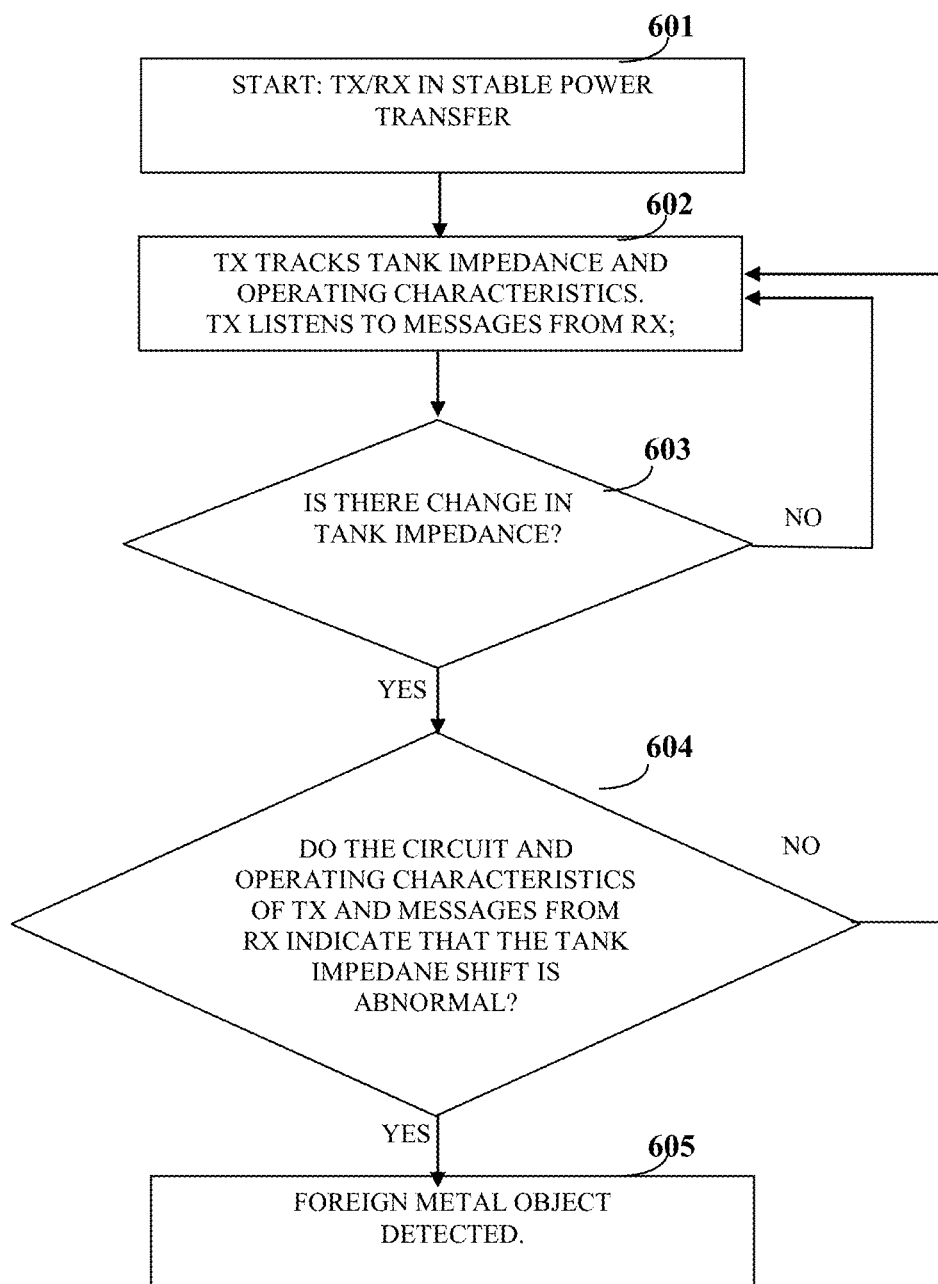 601
START: TX/RX IN STABLE POWER
TRANSFER
602
TX TRACKS TANK IMPEDANCE AND
OPERATING CHARACTERISTICS.
TX LISTENS TO MESSAGES FROM RX;
603
IS THERE CHANGE IN
TANK IMPEDANCE?
NO
YES
604
DO THE CIRCUIT AND
OPERATING CHARACTERISTICS
OF TX AND MESSAGES FROM
RX INDICATE THAT THE TANK
IMPEDANE SHIFT IS
ABNORMAL?
NO
YES
605
FOREIGN METAL OBJECT
DETECTED.